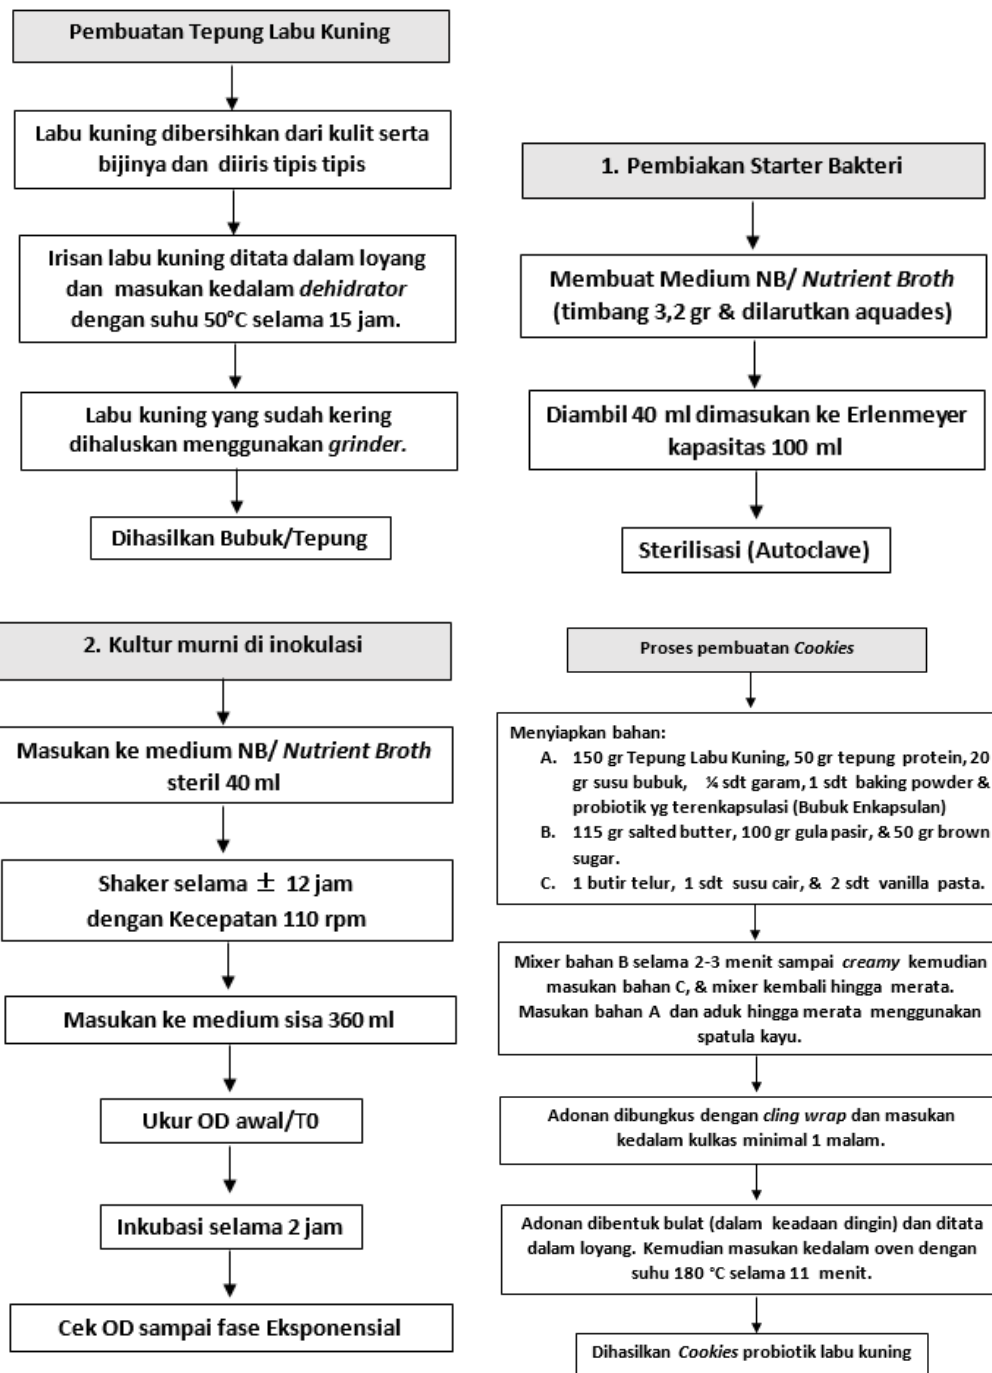 Pembuatan Tepung Labu Kuning
Labu kuning dibersihkan dari kulit serta
bijinya dan diiris tipis tipis
Irisan labu kuning ditata dalam loyang
dan masukan kedalam dehidrator
dengan suhu 50°C selama 15 jam.
Labu kuning yang sudah kering
dihaluskan menggunakan grinder.
Dihasilkan Bubuk/Tepung
1. Pembiakan Starter Bakteri
Membuat Medium NB/ Nutrient Broth
(timbang 3,2 gr & dilarutkan aquades)
Diambil 40 ml dimasukan ke Erlenmeyer
kapasitas 100 ml
Sterilisasi (Autoclave)
2. Kultur murni di inokulasi
Masukan ke medium NB/ Nutrient Broth
steril 40 ml
Shaker selama ± 12 jam
dengan Kecepatan 110 rpm
Masukan ke medium sisa 360 ml
Ukur OD awal/T0
Inkubasi selama 2 jam
Cek OD sampai fase Eksponensial
Proses pembuatan Cookies
Menyiapkan bahan:
A. 150 gr Tepung Labu Kuning, 50 gr tepung protein, 20
gr susu bubuk, ¼ sdt garam, 1 sdt baking powder &
probiotik yg terenkapsulasi (Bubuk Enkapsulan)
B. 115 gr salted butter, 100 gr gula pasir, & 50 gr brown
sugar.
C. 1 butir telur, 1 sdt susu cair, & 2 sdt vanilla pasta.
Mixer bahan B selama 2-3 menit sampai creamy kemudian
masukan bahan C, & mixer kembali hingga merata.
Masukan bahan A dan aduk hingga merata menggunakan
spatula kayu.
Adonan dibungkus dengan cling wrap dan masukan
kedalam kulkas minimal 1 malam.
Adonan dibentuk bulat (dalam keadaan dingin) dan ditata
dalam loyang. Kemudian masukan kedalam oven dengan
suhu 180 °C selama 11 menit.
Dihasilkan Cookies probiotik labu kuning